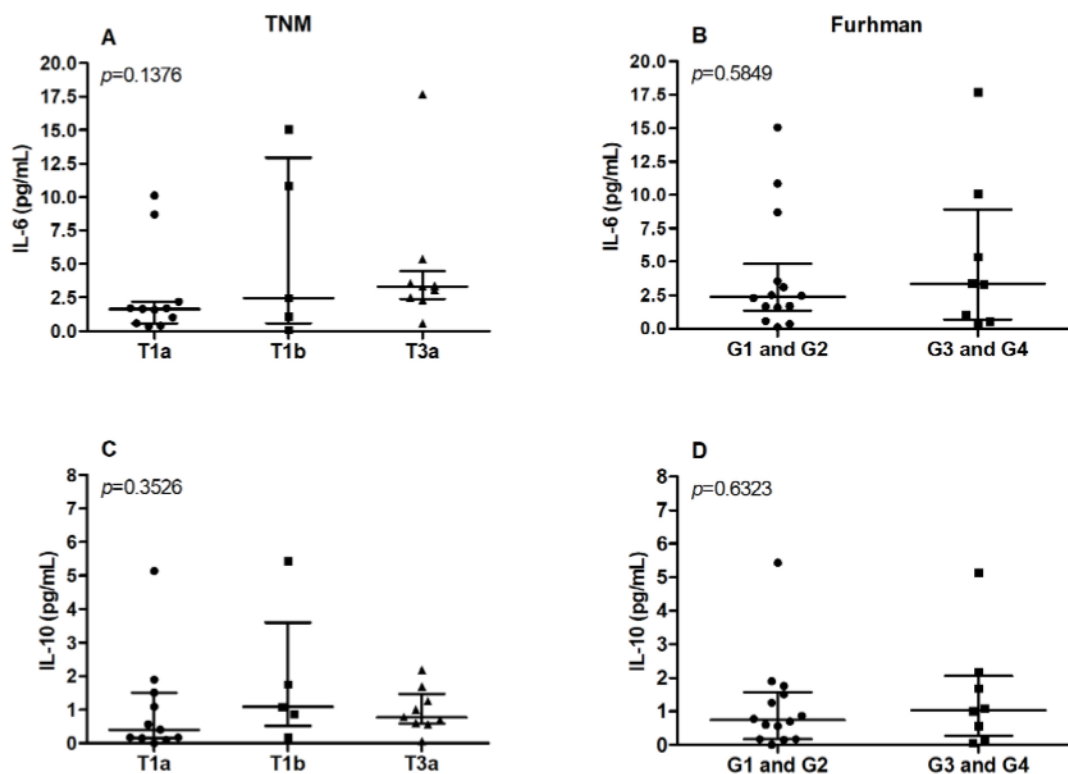 TNM
Furhman
A
p=0.1376
IL-6 (pg/mL)
20.0
17.5
15.0
12.5
10.0
7.5
5.0
2.5
0.0
T1a
T1b
T3a
B
p=0.5849
IL-6 (pg/mL)
20.0
17.5
15.0
12.5
10.0
7.5
5.0
2.5
0.0
G1 and G2
G3 and G4
C
p=0.3526
IL-10 (pg/mL)
8
7
6
5
4
3
2
1
0
T1a
T1b
T3a
D
p=0.6323
IL-10 (pg/mL)
8
7
6
5
4
3
2
1
0
G1 and G2
G3 and G4